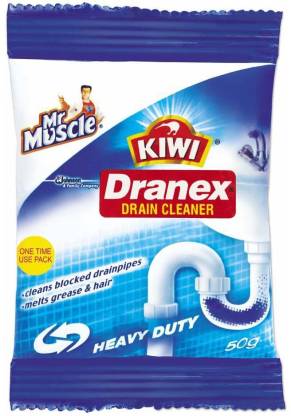 Mr
Muscle
KIWI
Johnson
A Family Company
Dranex
DRAIN CLEANER
ONE TIME
USE PACK
•cleans blocked drainpipes
•melts grease & hair
HEAVY DUTY
50g